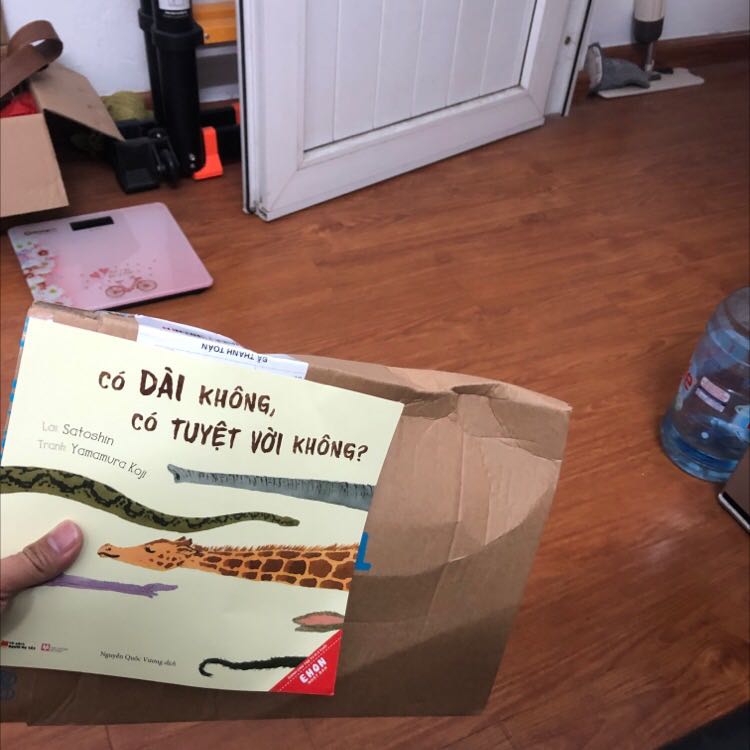 ĐÃ THANH TOÁN
CÓ DÀI KHÔNG,
CÓ TUYỆT VỜI KHÔNG?
Lời Satoshin
Tranh Yamamura Koji
Nguyễn Quốc Vương dịch
EHON